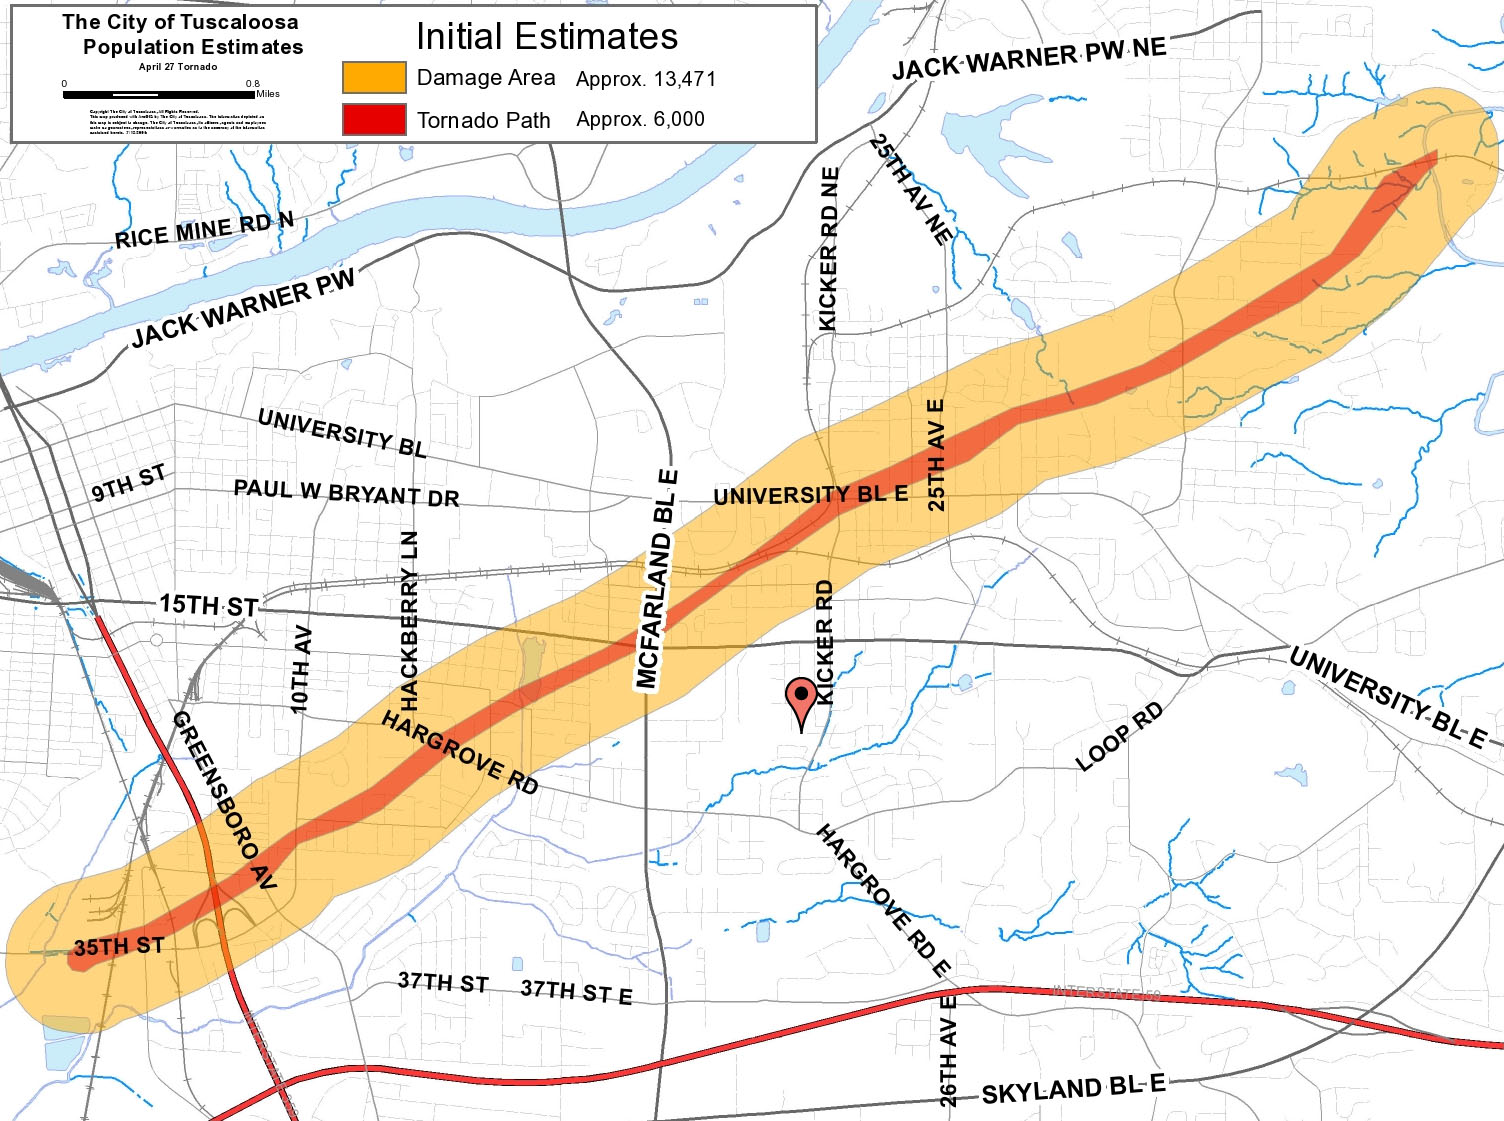 The City of Tuscaloosa
Population Estimates
April 27 Tornado
0
0.8
Miles
Initial Estimates
Damage Area Approx. 13,471
Tornado Path Approx. 6,000
JACK WARNER PW NE
25TH AV NE
KICKER RD NE
RICE MINE RD N
JACK WARNER PW
UNIVERSITY BL
9TH ST
PAUL W BRYANT DR
UNIVERSITY BL E
25TH AV E
MCFARLAND BL E
HACKBERRY LN
15TH ST
10TH AV
KICKER RD
HARGROVE RD
GREENSBORO AV
UNIVERSITY BL E
LOOP RD
HARGROVE RD E
35TH ST
37TH ST
37TH ST E
INTERSTATE 59
26TH AV E
SKYLAND BL E